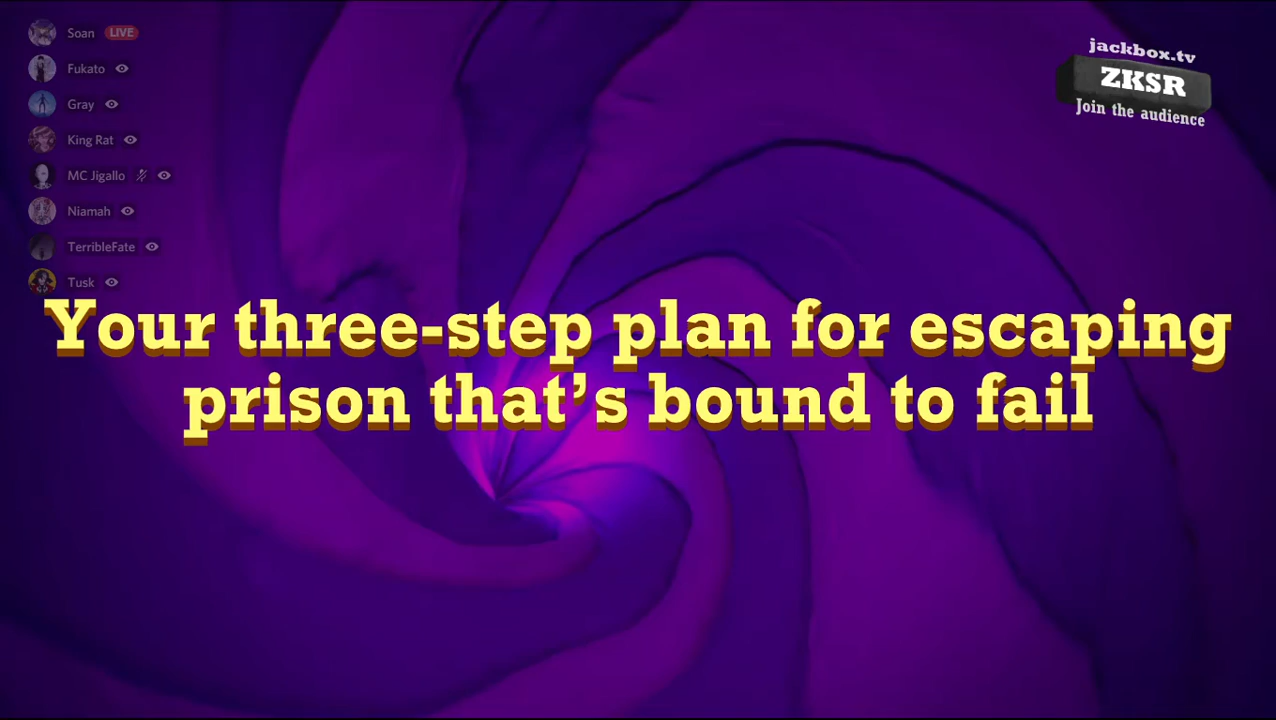 Soan LIVE
Fukato
Gray
King Rat
MC Jigallo
Niamah
TerribleFate
Tusk
jackbox.tv
ZKSR
Join the audience
Your three-step plan for escaping
prison that's bound to fail